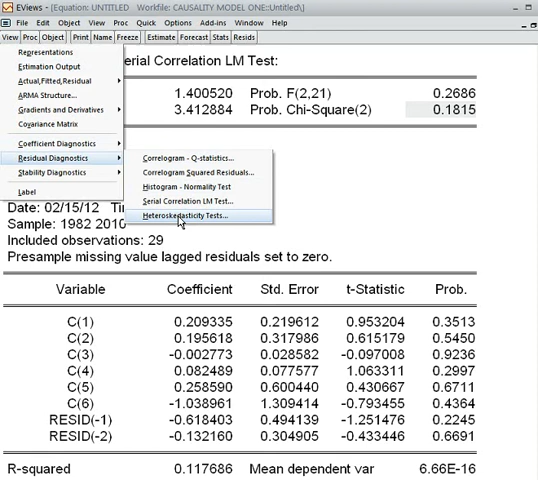 EViews - [Equation: UNTITLED Workfile: CAUSALITY MODEL ONE::Untitled\]
File Edit Object View Proc Quick Options Add-ins Window Help
View Proc Object Print Name Freeze Estimate Forecast Stats Resids
Representations
Estimation Output
Actual,Fitted,Residual
ARMA Structure...
Gradients and Derivatives
Covariance Matrix
Coefficient Diagnostics
Residual Diagnostics
Stability Diagnostics
Label
Correlogram - Q-statistics...
Correlogram Squared Residuals...
Histogram - Normality Test
Serial Correlation LM Test...
Heteroskedasticity Tests...
erial Correlation LM Test:
1.400520 Prob. F(2,21) 0.2686
3.412884 Prob. Chi-Square(2) 0.1815
Date: 02/15/12
Sample: 1982 2010
Included observations: 29
Presample missing value lagged residuals set to zero.
Variable Coefficient Std. Error t-Statistic Prob.
C(1) 0.209335 0.219612 0.953204 0.3513
C(2) 0.195618 0.317986 0.615179 0.5450
C(3) -0.002773 0.028582 -0.097008 0.9236
C(4) 0.082489 0.077577 1.063311 0.2997
C(5) 0.258590 0.600440 0.430667 0.6711
C(6) -1.038961 1.309414 -0.793455 0.4364
RESID(-1) -0.618403 0.494139 -1.251476 0.2245
RESID(-2) -0.132160 0.304905 -0.433446 0.6691
R-squared 0.117686 Mean dependent var 6.66E-16